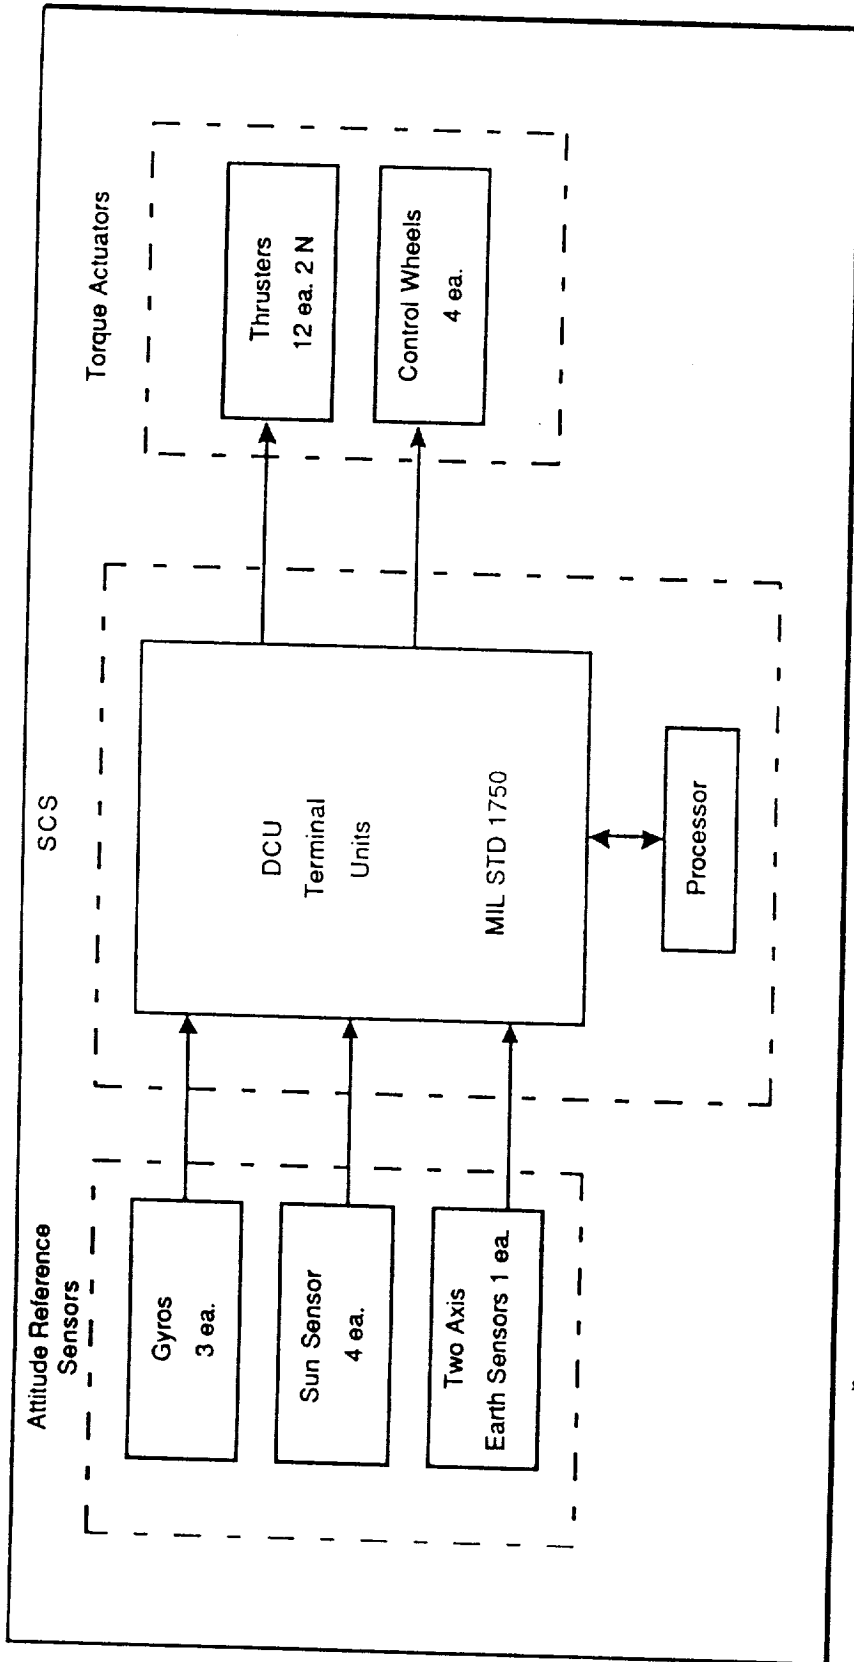 SCS
Attitude Reference
Sensors
Gyros
3 ea.
Sun Sensor
4 ea.
Two Axis
Earth Sensors 1 ea.
DCU
Terminal
Units
MIL STD 1750
Processor
Torque Actuators
Thrusters
12 ea. 2 N
Control Wheels
4 ea.